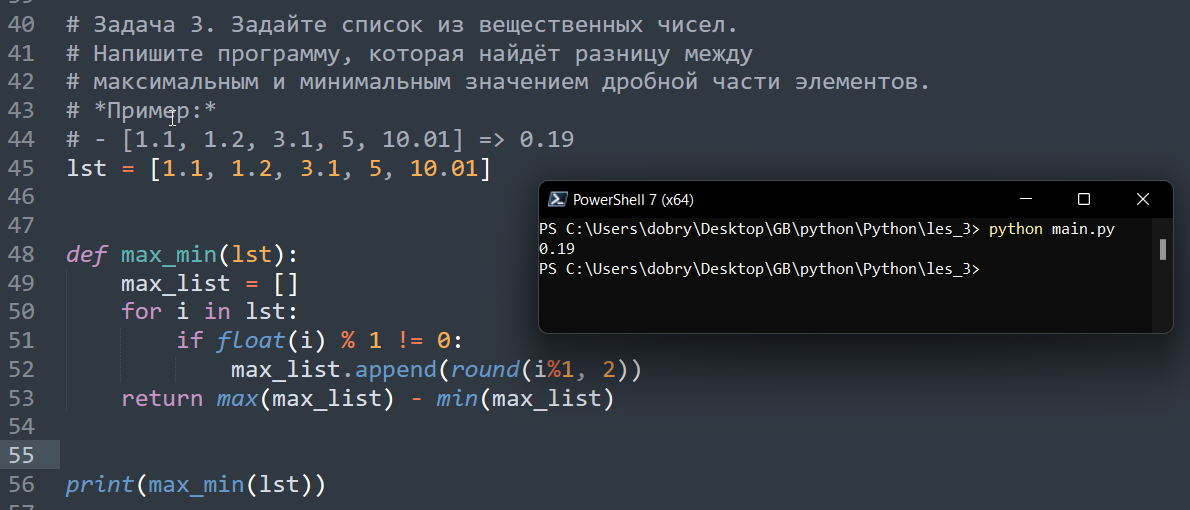 40 # Задача 3. Задайте список из вещественных чисел.
41 # Напишите программу, которая найдёт разницу между
42 # максимальным и минимальным значением дробной части элементов.
43 # *Пример:*
44 # - [1.1, 1.2, 3.1, 5, 10.01] => 0.19
45 lst = [1.1, 1.2, 3.1, 5, 10.01]
46
47
48 def max_min(lst):
49 max_list = []
50 for i in lst:
51 if float(i) % 1 != 0:
52 max_list.append(round(i%1, 2))
53 return max(max_list) - min(max_list)
54
55
56 print(max_min(lst))
PowerShell 7 (x64)
PS C:\Users\dobry\Desktop\GB\python\Python\les_3> python main.py
0.19
PS C:\Users\dobry\Desktop\GB\python\Python\les_3>